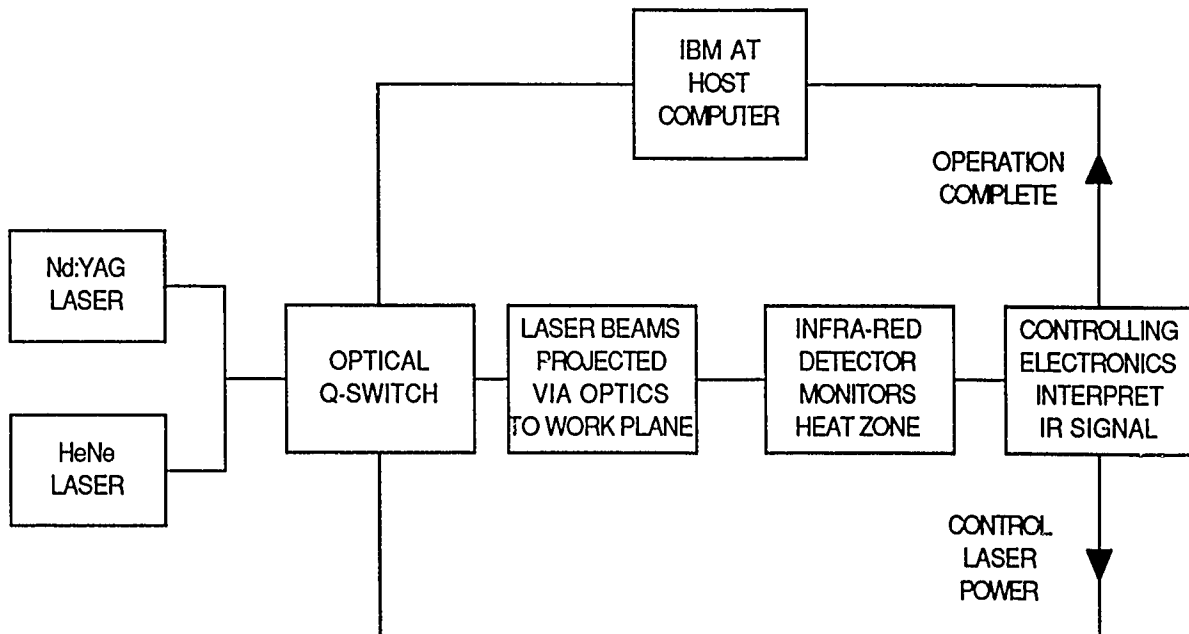 IBM AT
HOST
COMPUTER
OPERATION
COMPLETE
Nd:YAG
LASER
HeNe
LASER
OPTICAL
Q-SWITCH
LASER BEAMS
PROJECTED
VIA OPTICS
TO WORK PLANE
INFRA-RED
DETECTOR
MONITORS
HEAT ZONE
CONTROLLING
ELECTRONICS
INTERPRET
IR SIGNAL
CONTROL
LASER
POWER